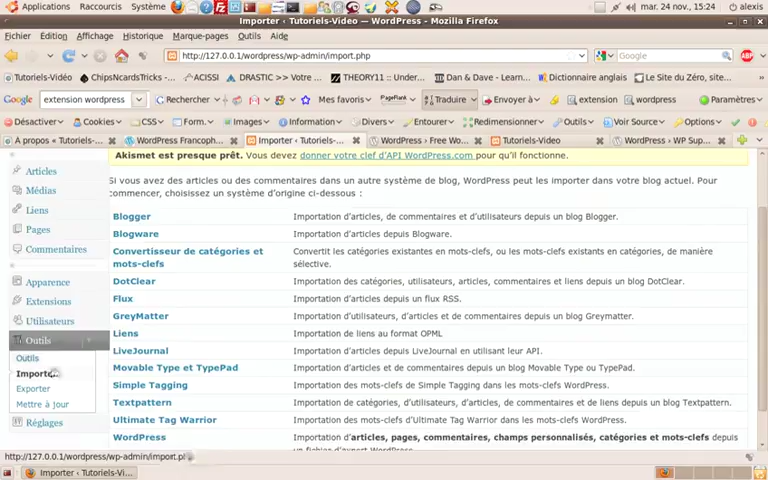 Applications Raccourcis Système mar. 24 nov., 15:24 alexis
Importer ‹ Tutoriels-Video — WordPress - Mozilla Firefox
Fichier Édition Affichage Historique Marque-pages Outils Aide
http://127.0.0.1/wordpress/wp-admin/import.php Google
Tutoriels-Vidéo ChipsNcardsTricks -... ACISSI DRASTIC >> Votre ... THEORY11 :: Under... Dan & Dave - Learn... Dictionnaire anglais Le Site du Zéro, site...
Google extension wordpress Rechercher Mes favoris PageRank Traduire Envoyer à extension wordpress Paramètres
Désactiver Cookies CSS Form. Images Information Divers Entourer Redimensionner Outils Voir Source Options
À propos « Tutoriels-... WordPress Francoph... Importer ‹ Tutoriels-... WordPress › Free Wo... Tutoriels-Video WordPress › WP Sup...
Akismet est presque prêt. Vous devez donner votre clef d'API WordPress.com pour qu'il fonctionne.
Articles
Médias
Liens
Pages
Commentaires
Apparence
Extensions
Utilisateurs
Outils
Outils
Importer
Exporter
Mettre à jour
Réglages
Si vous avez des articles ou des commentaires dans un autre système de blog, WordPress peut les importer dans votre blog actuel. Pour
commencer, choisissez un système d'origine ci-dessous :
Blogger Importation d'articles, de commentaires et d'utilisateurs depuis un blog Blogger.
Blogware Importation d'articles depuis Blogware.
Convertisseur de catégories et Convertit les catégories existantes en mots-clefs, ou les mots-clefs existants en catégories, de manière
mots-clefs sélective.
DotClear Importation des catégories, utilisateurs, articles, commentaires et liens depuis un blog DotClear.
Flux Importation d'articles depuis un flux RSS.
GreyMatter Importation d'utilisateurs, d'articles et de commentaires depuis un blog Greymatter.
Liens Importation de liens au format OPML
LiveJournal Importation d'articles depuis LiveJournal en utilisant leur API.
Movable Type et TypePad Importation d'articles et de commentaires depuis un blog Movable Type ou TypePad.
Simple Tagging Importation des mots-clefs de Simple Tagging dans les mots-clefs WordPress.
Textpattern Importation de catégories, d'utilisateurs, d'articles, de commentaires et de liens depuis un blog Textpattern.
Ultimate Tag Warrior Importation des mots-clefs d'Ultimate Tag Warrior dans les mots-clefs WordPress.
WordPress Importation d'articles, pages, commentaires, champs personnalisés, catégories et mots-clefs depuis
un fichier d'export WordPress.
http://127.0.0.1/wordpress/wp-admin/import.php
Importer ‹ Tutoriels-Vi...